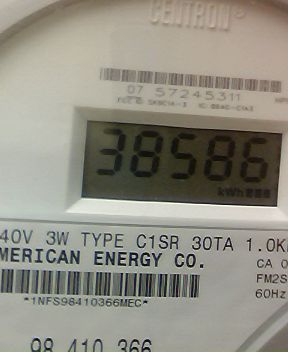 CENTRON®
07 57245311
38586
kWh
40V 3W TYPE C1SR 30TA 1.0K
MERICAN ENERGY CO.
CA 0
FM2S
*1NFS98410366MEC*
60Hz
98 410 366